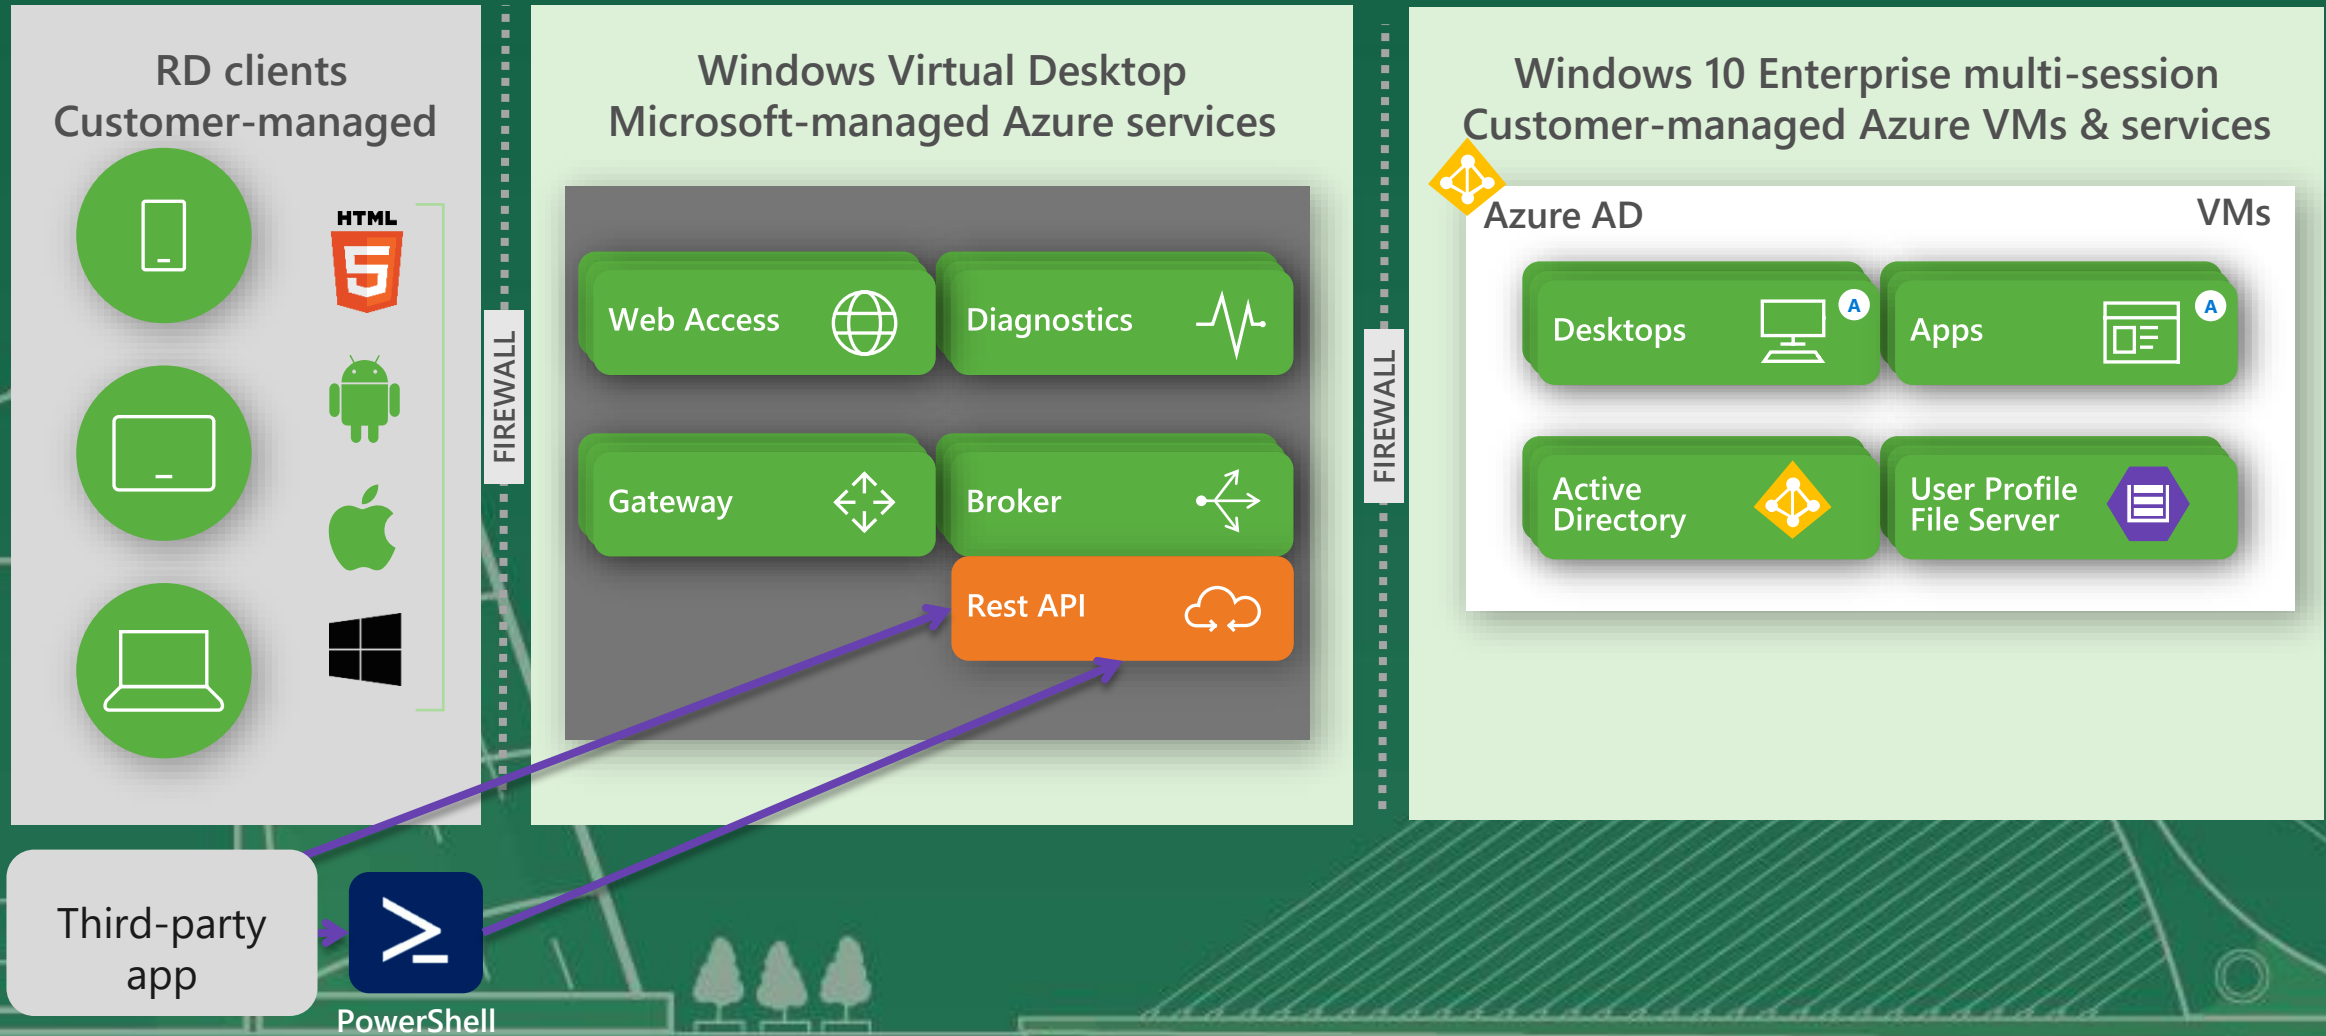 RD clients
Customer-managed
HTML
5
FIREWALL
Windows Virtual Desktop
Microsoft-managed Azure services
Web Access
Diagnostics
Gateway
Broker
Rest API
FIREWALL
Windows 10 Enterprise multi-session
Customer-managed Azure VMs & services
Azure AD
VMs
Desktops
A
Apps
A
Active
Directory
User Profile
File Server
Third-party
app
PowerShell